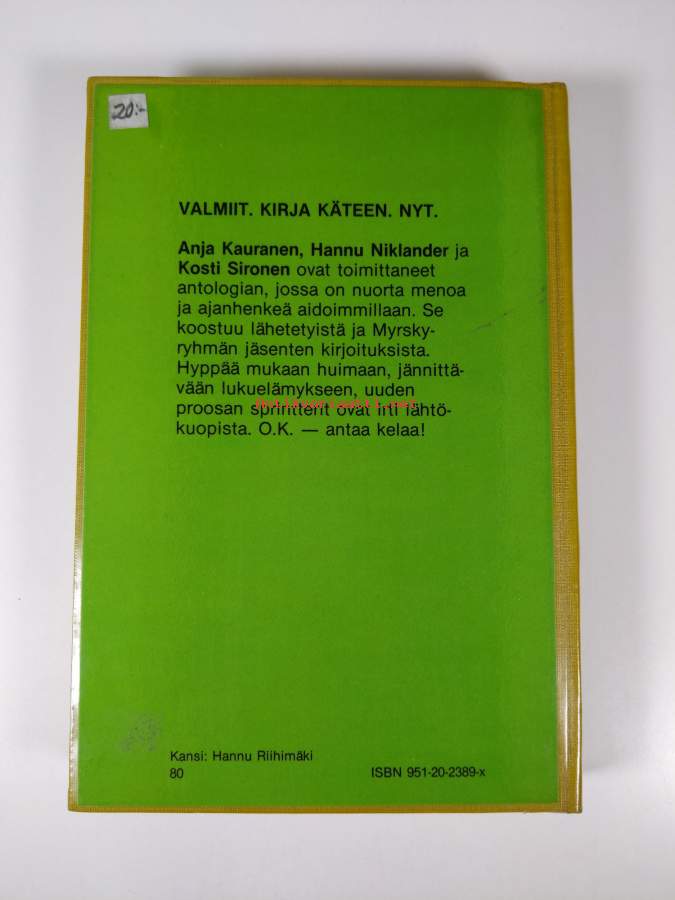 20:-
VALMIIT. KIRJA KÄTEEN. NYT.
Anja Kauranen, Hannu Niklander ja
Kosti Sironen ovat toimittaneet
antologian, jossa on nuorta menoa
ja ajanhenkeä aidoimmillaan. Se
koostuu lähetetyistä ja Myrsky-
ryhmän jäsenten kirjoituksista.
Hyppää mukaan huimaan, jännittä-
vään lukuelämykseen, uuden
proosan sprintterit ovat irti lähtö-
kuopista. O.K. — antaa kelaa!
Kansi: Hannu Riihimäki
80
ISBN 951-20-2389-x